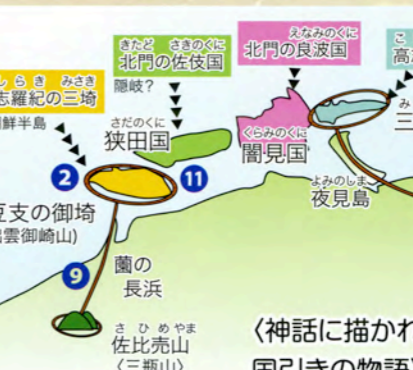 えなみのくに
北門の良波国
きたど さきのくに
北門の佐伎国
隠岐?
こ
高
しらき みさき
志羅紀の三埼
朝鮮半島
さだのくに
狭田国
くらみのくに
闇見国
み
三
2
11
よみのしま
夜見島
豆支の御埼
出雲御崎山)
9
薗の
長浜
さひめやま
佐比売山
〈三瓶山〉
〈神話に描かれ
国引きの物語